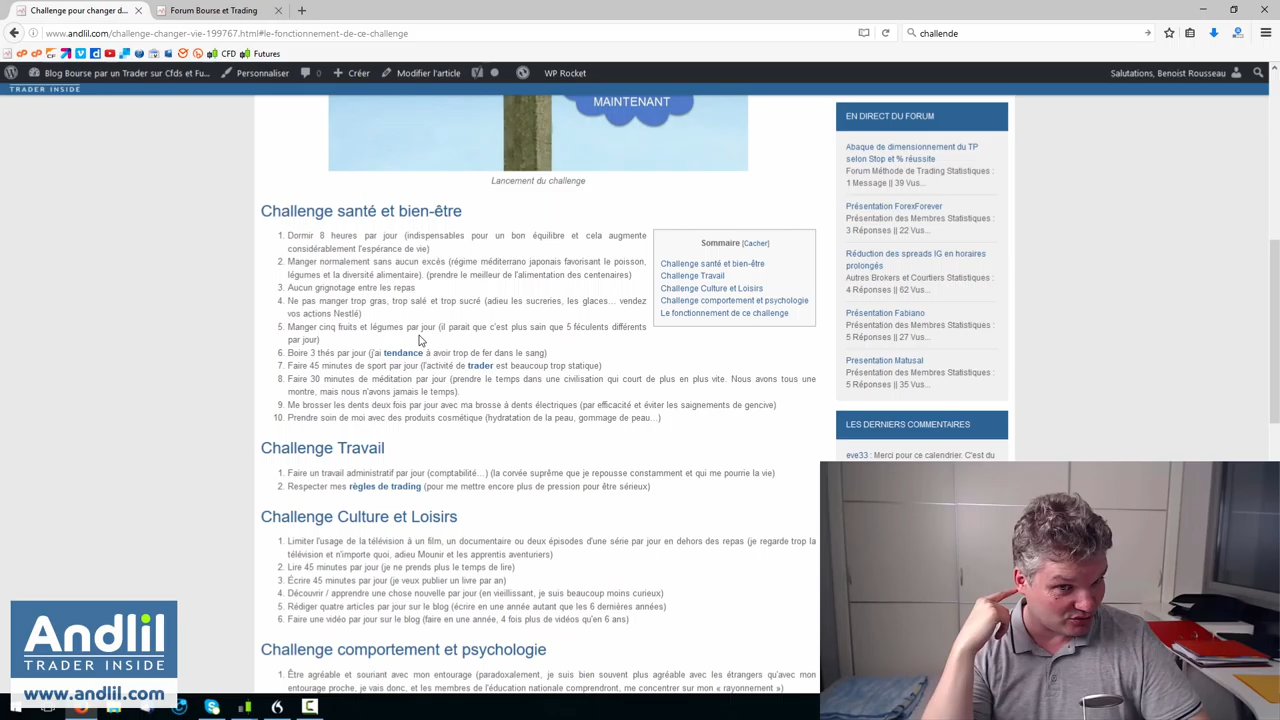 Challenge pour changer d...
Forum Bourse et Trading
www.andlil.com/challenge-changer-vie-199767.html#le-fonctionnement-de-ce-challenge
challende
CFD
Futures
Blog Bourse par un Trader sur Cfds et Fu...
Personnaliser
0
Créer
Modifier l'article
WP Rocket
Salutations, Benoist Rousseau
TRADER INSIDE
MAINTENANT
Lancement du challenge
Challenge santé et bien-être
1. Dormir 8 heures par jour (indispensables pour un bon équilibre et cela augmente
considérablement l'espérance de vie)
2. Manger normalement sans aucun excés (régime méditerrano japonais favorisant le poisson,
légumes et la diversité alimentaire). (prendre le meilleur de l'alimentation des centenaires)
3. Aucun grignotage entre les repas
4. Ne pas manger trop gras, trop salé et trop sucré (adieu les sucreries, les glaces... vendez
vos actions Nestlé)
5. Manger cinq fruits et légumes par jour (il parait que c'est plus sain que 5 féculents différents
par jour)
6. Boire 3 thés par jour (j'ai tendance à avoir trop de fer dans le sang)
7. Faire 45 minutes de sport par jour (l'activité de trader est beaucoup trop statique)
8. Faire 30 minutes de méditation par jour (prendre le temps dans une civilisation qui court de plus en plus vite. Nous avons tous une
montre, mais nous n'avons jamais le temps).
9. Me brosser les dents deux fois par jour avec ma brosse à dents électriques (par efficacité et éviter les saignements de gencive)
10. Prendre soin de moi avec des produits cosmétique (hydratation de la peau, gommage de peau...)
Sommaire [Cacher]
Challenge santé et bien-être
Challenge Travail
Challenge Culture et Loisirs
Challenge comportement et psychologie
Le fonctionnement de ce challenge
Challenge Travail
1. Faire un travail administratif par jour (comptabilité...) (la corvée suprême que je repousse constamment et qui me pourrie la vie)
2. Respecter mes règles de trading (pour me mettre encore plus de pression pour être sérieux)
Challenge Culture et Loisirs
1. Limiter l'usage de la télévision à un film, un documentaire ou deux épisodes d'une série par jour en dehors des repas (je regarde trop la
télévision et n'importe quoi, adieu Mounir et les apprentis aventuriers)
2. Lire 45 minutes par jour (je ne prends plus le temps de lire)
3. Écrire 45 minutes par jour (je veux publier un livre par an)
4. Découvrir / apprendre une chose nouvelle par jour (en vieillissant, je suis beaucoup moins curieux)
5. Rédiger quatre articles par jour sur le blog (écrire en une année autant que les 6 dernières années)
6. Faire une vidéo par jour sur le blog (faire en une année, 4 fois plus de vidéos qu'en 6 ans)
Challenge comportement et psychologie
1. Être agréable et souriant avec mon entourage (paradoxalement, je suis bien souvent plus agréable avec les étrangers qu'avec mon
entourage proche, je vais donc, et les membres de l'éducation nationale comprendront, me concentrer sur mon « rayonnement »)
EN DIRECT DU FORUM
Abaque de dimensionnement du TP
selon Stop et % réussite
Forum Méthode de Trading Statistiques :
1 Message || 39 Vus...
Présentation ForexForever
Présentation des Membres Statistiques :
3 Réponses || 22 Vus...
Réduction des spreads IG en horaires
prolongés
Autres Brokers et Courtiers Statistiques :
4 Réponses || 62 Vus...
Présentation Fabiano
Présentation des Membres Statistiques :
5 Réponses || 27 Vus...
Presentation Matusal
Présentation des Membres Statistiques :
5 Réponses || 35 Vus...
LES DERNIERS COMMENTAIRES
eve33 : Merci pour ce calendrier. C'est du
Andlil
TRADER INSIDE
www.andlil.com